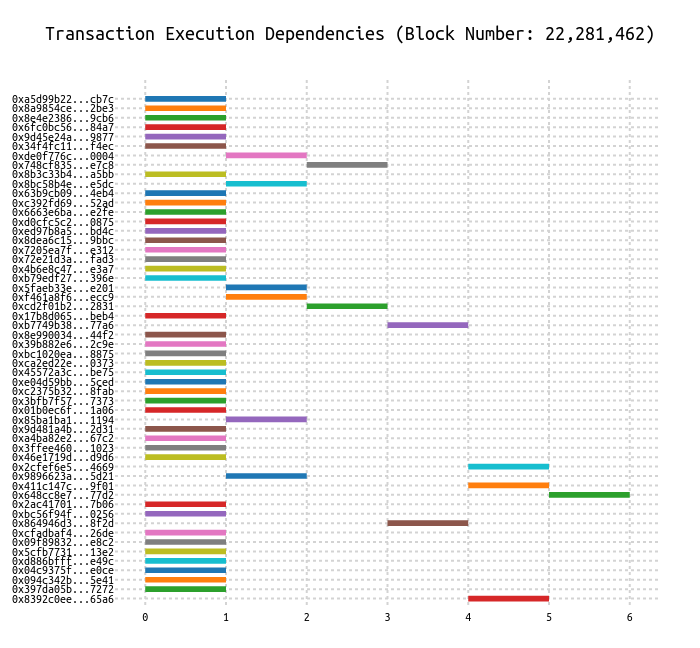 Transaction Execution Dependencies (Block Number: 22,281,462)
0xa5d99b22...cb7c
0x8a9854ce...2be3
0x8e4e2386...9cb6
0x6fc0bc56...84a7
0x9d45e24a...9877
0x34f4fc11...f4ec
0xde0f776c...0004
0x748cf835...e7c8
0x8b3c33b4...a5bb
0x8bc58b4e...e5dc
0x63b9cb09...4eb4
0xc392fd69...52ad
0x6663e6ba...e2fe
0xd0cfc5c2...0875
0xed97b8a5...bd4c
0x8dea6c15...9bbc
0x7205ea7f...e312
0x72e21d3a...fad3
0x4b6e8c47...e3a7
0xb79edf27...396e
0x5faeb33e...e201
0xf461a8f6...ecc9
0xcd2f01b2...2831
0x17b8d065...beb4
0xb7749b38...77a6
0x8e990034...44f2
0x39b882e6...2c9e
0xbc1020ea...8875
0xca2ed22e...0373
0x45572a3c...be75
0xe04d59bb...5ced
0xc2375b32...8fab
0x3bfb7f57...7373
0x01b0ec6f...1a06
0x85ba1ba1...1194
0x9d481a4b...2d31
0xa4ba82e2...67c2
0x3ffee460...1023
0x46e1719d...d9d6
0x2cfef6e5...4669
0x9896623a...5d21
0x411c147c...9f01
0x648cc8e7...77d2
0x2ac41701...7b06
0xbc56f94f...0256
0x864946d3...8f2d
0xcfadbaf4...26de
0x09f89832...e8c2
0x5cfb7731...13e2
0xd886bfff...e49c
0x04c9375f...e0ce
0x094c342b...5e41
0x397da05b...7272
0x8392c0ee...65a6
0 1 2 3 4 5 6